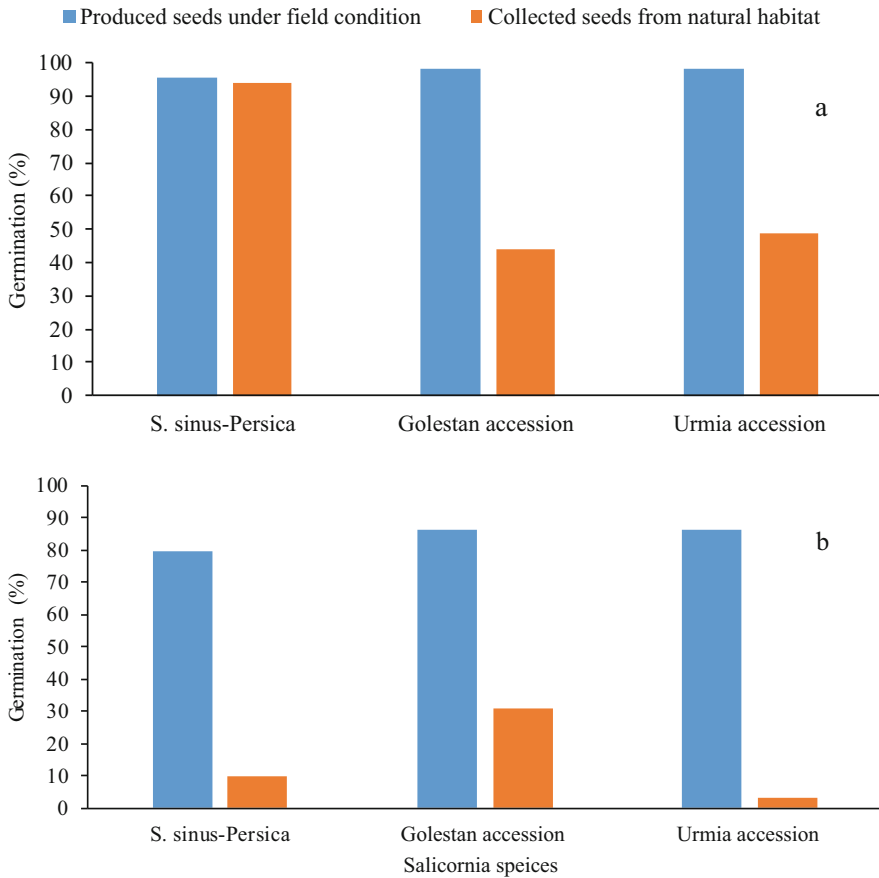 Produced seeds under field condition Collected seeds from natural habitat
100
90
80
70
60
50
40
30
20
10
0
Germination (%)
a
S. sinus-Persica Golestan accession Urmia accession
100
90
80
70
60
50
40
30
20
10
0
Germination (%)
b
S. sinus-Persica Golestan accession Urmia accession
Salicornia speices